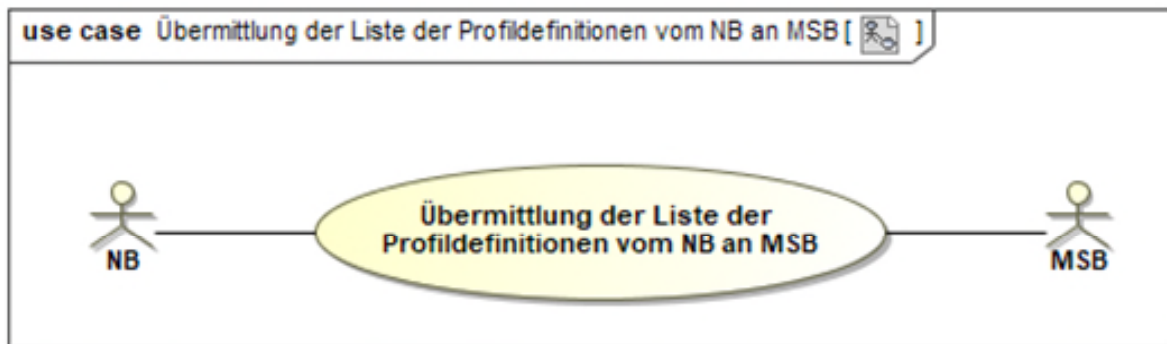 use case Übermittlung der Liste der Profildefinitionen vom NB an MSB [ ]
Übermittlung der Liste der
Profildefinitionen vom NB an MSB
NB
MSB